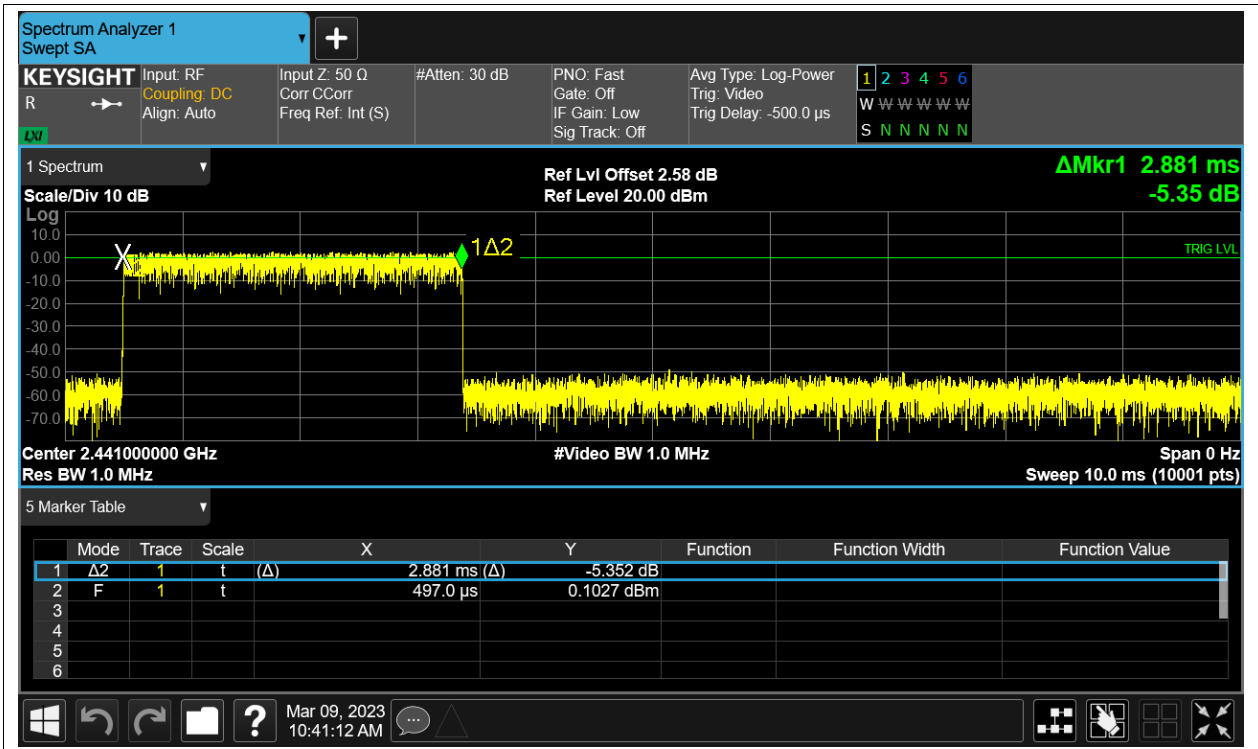 Spectrum Analyzer 1
Swept SA
KEYSIGHT Input: RF Input Z: 50 Ω #Atten: 30 dB PNO: Fast Avg Type: Log-Power 1 2 3 4 5 6
R Coupling: DC Corr CCorr Gate: Off Trig: Video W W W W W W
Align: Auto Freq Ref: Int (S) IF Gain: Low Trig Delay: -500.0 µs
LXI Sig Track: Off S N N N N N
1 Spectrum Ref Lvl Offset 2.58 dB ΔMkr1 2.881 ms
Scale/Div 10 dB Ref Level 20.00 dBm -5.35 dB
Log
10.0 1Δ2
0.00 TRIG LVL
-10.0
-20.0
-30.0
-40.0
-50.0
-60.0
-70.0
Center 2.441000000 GHz #Video BW 1.0 MHz Span 0 Hz
Res BW 1.0 MHz Sweep 10.0 ms (10001 pts)
5 Marker Table
Mode Trace Scale X Y Function Function Width Function Value
1 Δ2 1 t (Δ) 2.881 ms (Δ) -5.352 dB
2 F 1 t 497.0 µs 0.1027 dBm
3
4
5
6
? Mar 09, 2023
10:41:12 AM